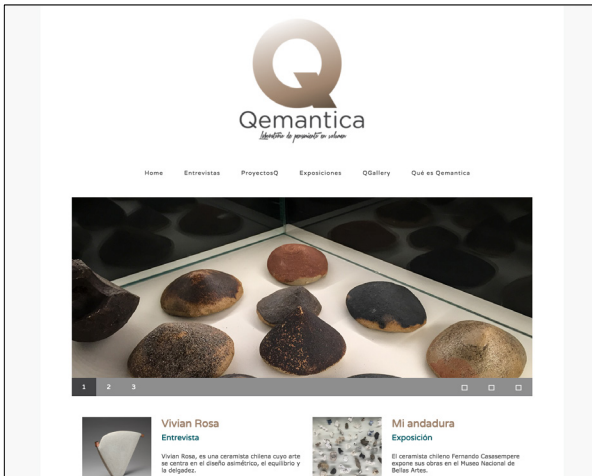 Qemantica
Laboratorio de pensamiento en volumen
Home Entrevistas ProyectosQ Exposiciones QGallery Qué es Qemantica
1 2 3
Vivian Rosa
Entrevista
Vivian Rosa, es una ceramista chilena cuyo arte
se centra en el diseño asimétrico, el equilibrio y
la delgadez.
Mi andadura
Exposición
El ceramista chileno Fernando Casasempere
expone sus obras en el Museo Nacional de
Bellas Artes.